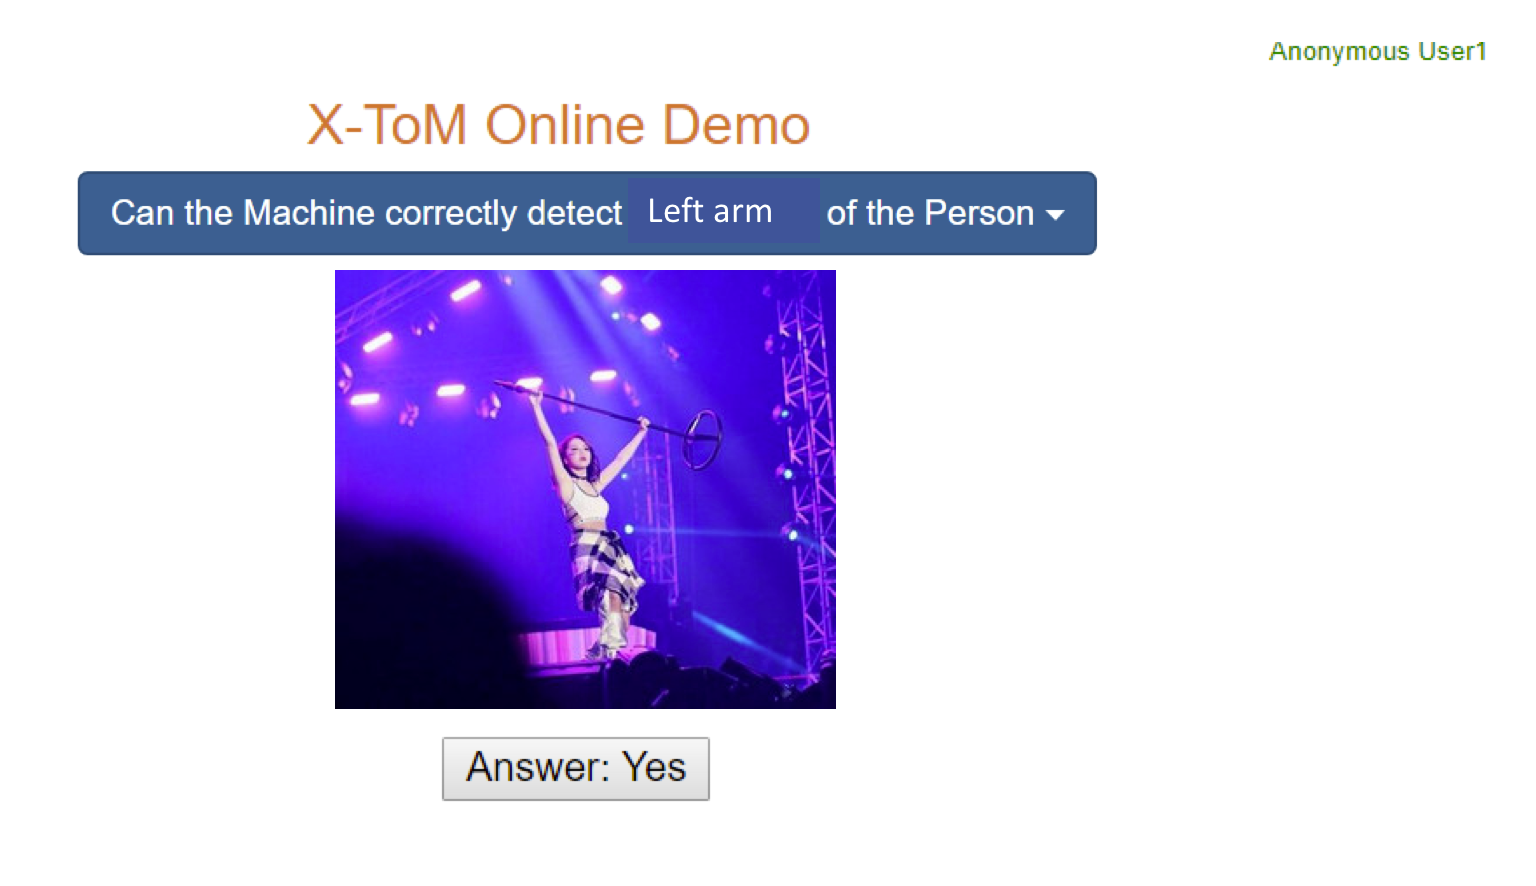 Anonymous User1
X-ToM Online Demo
Can the Machine correctly detect Left arm of the Person
Answer: Yes